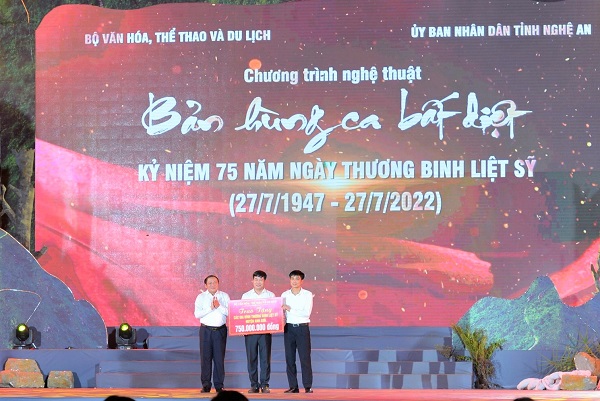 BỘ VĂN HÓA, THỂ THAO VÀ DU LỊCH
ỦY BAN NHÂN DÂN TỈNH NGHỆ AN
Chương trình nghệ thuật
Bản hùng ca bất diệt
KỶ NIỆM 75 NĂM NGÀY THƯƠNG BINH LIỆT SỸ
(27/7/1947 - 27/7/2022)
Trao tặng
750.000.000 đồng